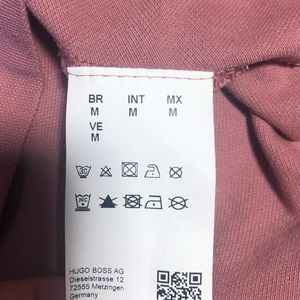 BR INT MX
M M M
VE
M
HUGO BOSS AG
Dieselstrasse 12
72555 Metzingen
Germany